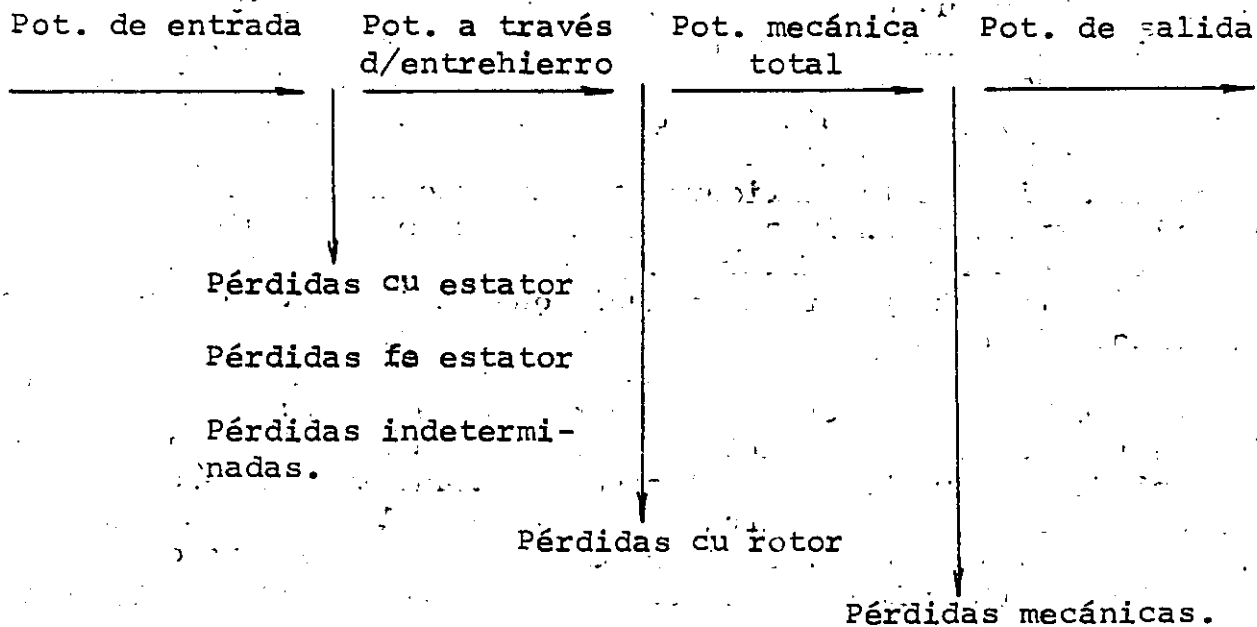 Pot. de entrada
Pot. a través
d/entrehierro
Pot. mecánica
total
Pot. de salida
Pérdidas cu estator
Pérdidas fe estator
Pérdidas indetermi-
nadas.
Pérdidas cu rotor
Pérdidas mecánicas.